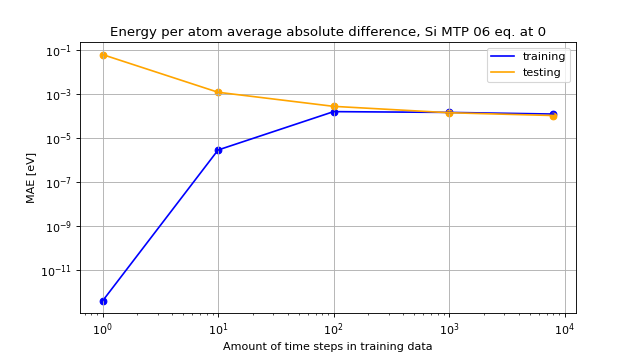 Energy per atom average absolute difference, Si MTP 06 eq. at 0
training
testing
MAE [eV]
10⁻¹
10⁻³
10⁻⁵
10⁻⁷
10⁻⁹
10⁻¹¹
10⁰ 10¹ 10² 10³ 10⁴
Amount of time steps in training data